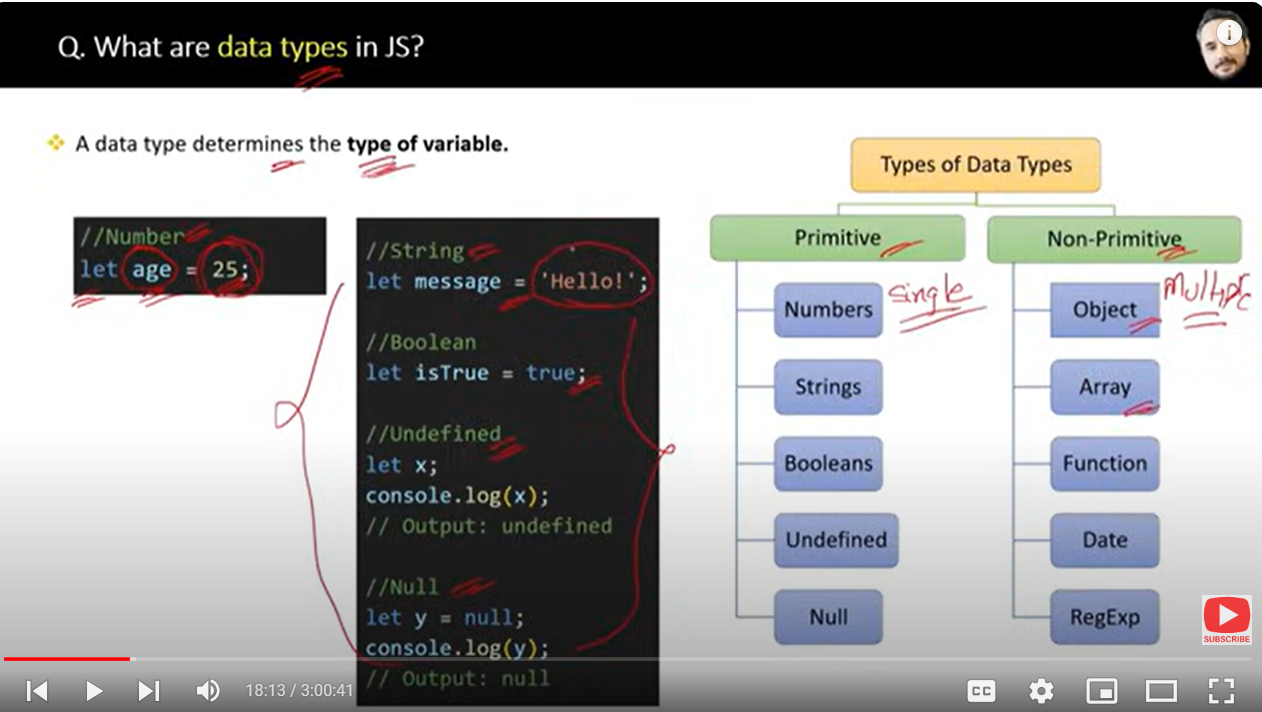 Q. What are data types in JS?
A data type determines the type of variable.
//Number
let age = 25;
//String
let message = 'Hello!';
//Boolean
let isTrue = true;
//Undefined
let x;
console.log(x);
// Output: undefined
//Null
let y = null;
console.log(y);
// Output: null
Types of Data Types
Primitive
Numbers
single
Strings
Booleans
Undefined
Null
Non-Primitive
Object
Array
Function
Date
RegExp
SUBSCRIBE
18:13 / 3:00:41
CC